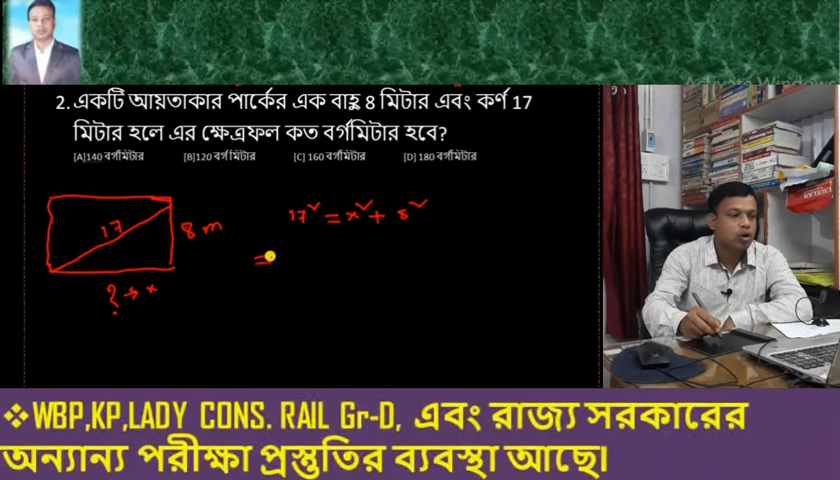 Activate Windows
2. একটি আয়তাকার পার্কের এক বাহু 8 মিটার এবং কর্ণ 17
মিটার হলে এর ক্ষেত্রফল কত বর্গমিটার হবে?
[A]140 বর্গমিটার [B]120 বর্গ মিটার [C] 160 বর্গমিটার [D] 180 বর্গমিটার
17² = x² + 8²
17
8 m
=
? → x
❖WBP,KP,LADY CONS. RAIL Gr-D, এবং রাজ্য সরকারের
অন্যান্য পরীক্ষা প্রস্তুতির ব্যবস্থা আছে।